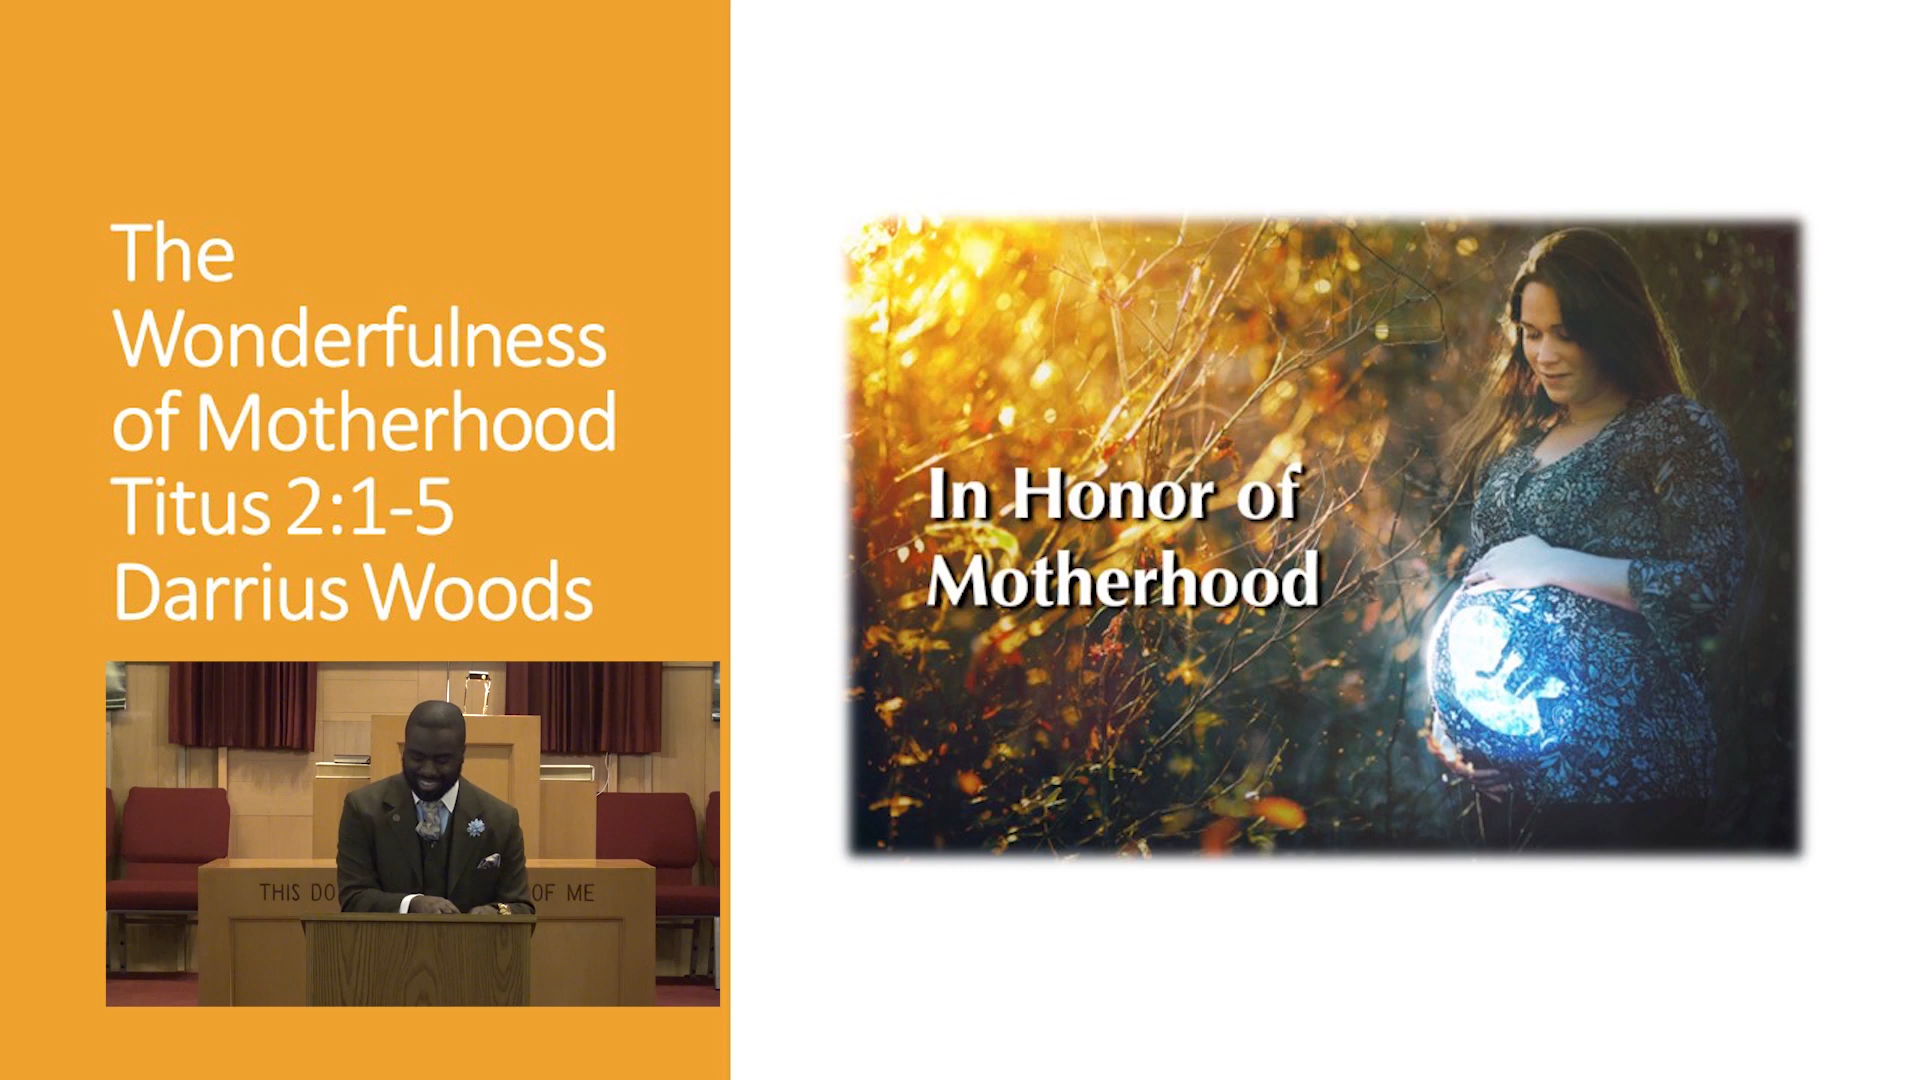 The
Wonderfulness
of Motherhood
Titus 2:1-5
Darrius Woods
In Honor of
Motherhood
THIS DO OF ME